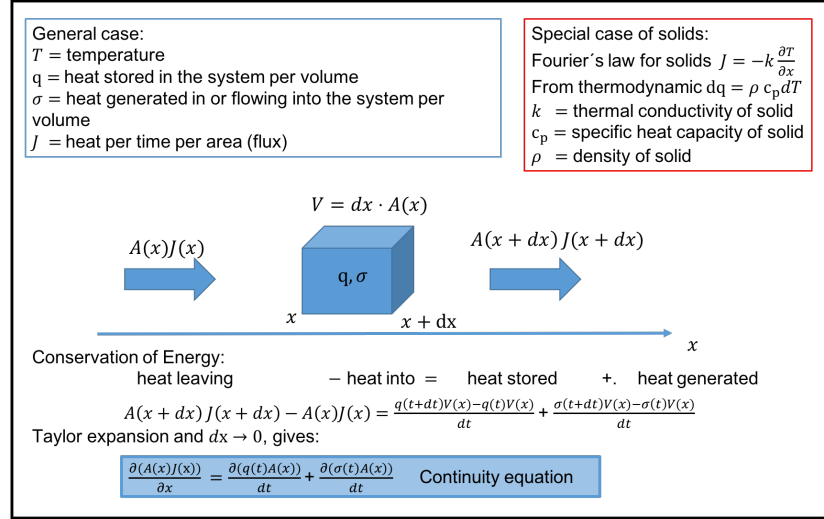 General case:
T = temperature
q = heat stored in the system per volume
σ = heat generated in or flowing into the system per
volume
J = heat per time per area (flux)
Special case of solids:
Fourier´s law for solids J = −k ∂T/∂x
From thermodynamic dq = ρ c_p dT
k = thermal conductivity of solid
c_p = specific heat capacity of solid
ρ = density of solid
V = dx · A(x)
A(x)J(x)
A(x + dx) J(x + dx)
q, σ
x
x + dx
x
Conservation of Energy:
heat leaving − heat into = heat stored +. heat generated
A(x + dx) J(x + dx) − A(x)J(x) = (q(t+dt)V(x)−q(t)V(x))/dt + (σ(t+dt)V(x)−σ(t)V(x))/dt
Taylor expansion and dx → 0, gives:
∂(A(x)J(x))/∂x = ∂(q(t)A(x))/dt + ∂(σ(t)A(x))/dt Continuity equation